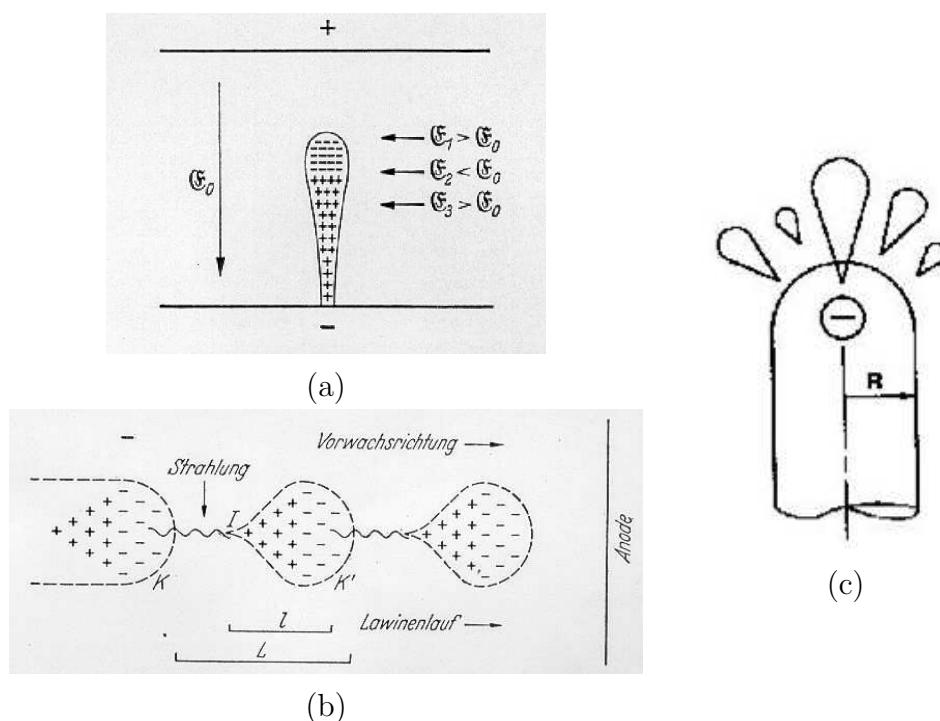 +
𝔈₀
𝔈₁ > 𝔈₀
𝔈₂ < 𝔈₀
𝔈₃ > 𝔈₀
−
(a)
−
Vorwachsrichtung
Strahlung
I
K
K'
l
L
Lawinenlauf
Anode
(b)
−
R
(c)